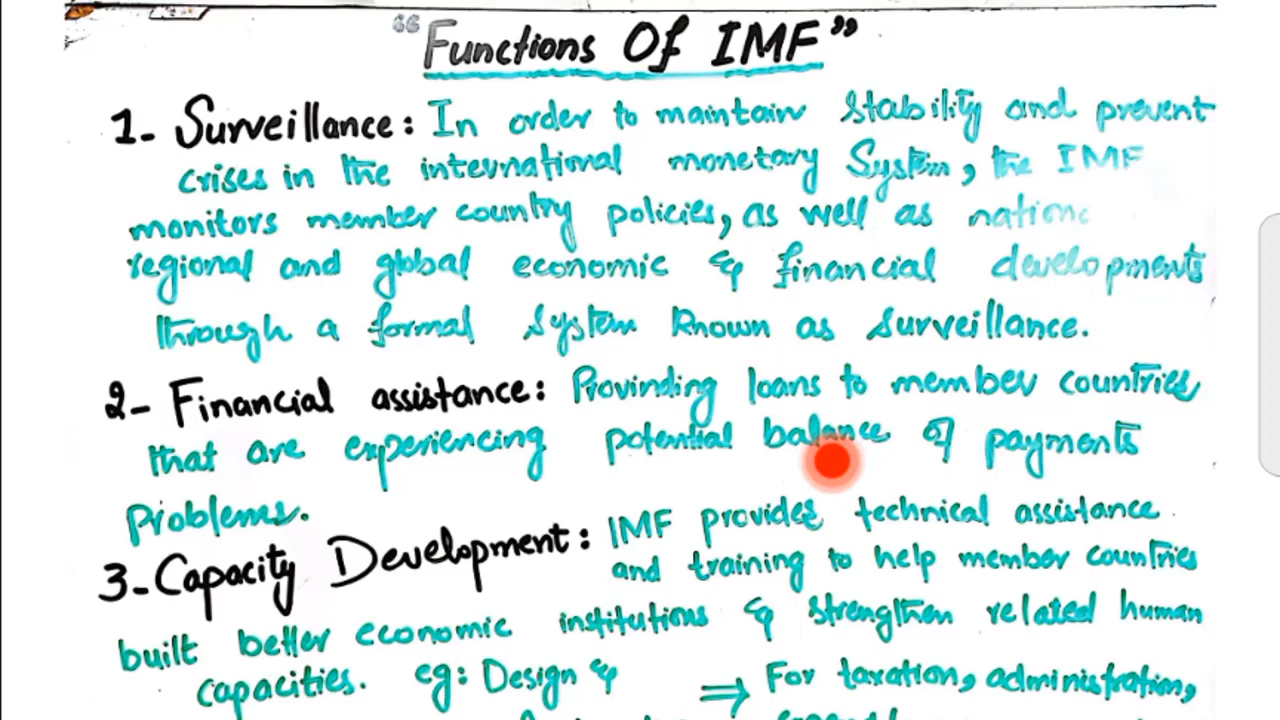 "Functions Of IMF"
1- Surveillance: In order to maintain stability and prevent
crises in the international monetary System, the IMF
monitors member country policies, as well as
regional and global economic & financial developments
through a formal system known as surveillance.
2- Financial assistance: Provinding loans to member countries
that are experiencing potential balance of payments
Problems.
3- Capacity Development: IMF provides technical assistance
and training to help member countries
built better economic institutions & strengthen related human
capacities. eg: Design & ⇒ For taxation, administration,